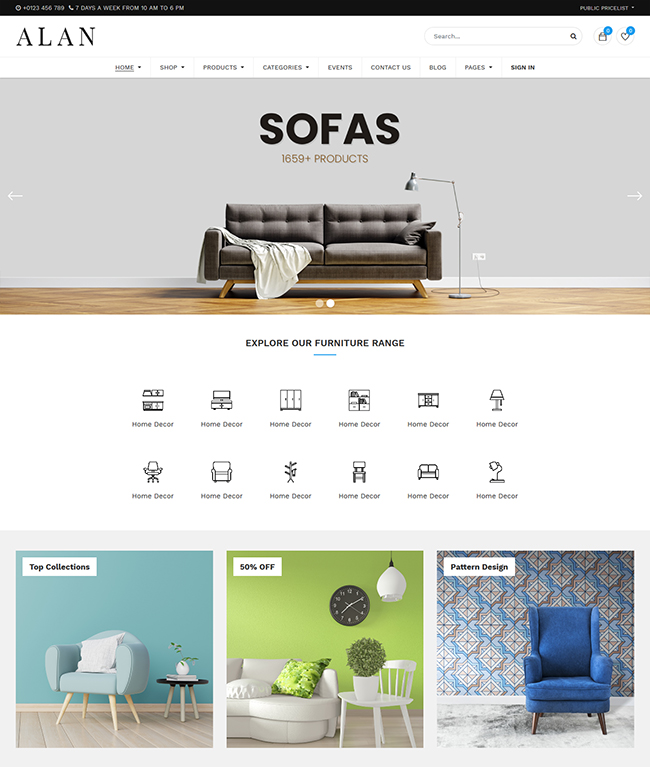 +0123 456 789 7 DAYS A WEEK FROM 10 AM TO 6 PM
PUBLIC PRICELIST
ALAN
Search...
0
0
HOME SHOP PRODUCTS CATEGORIES EVENTS CONTACT US BLOG PAGES SIGN IN
SOFAS
1659+ PRODUCTS
EXPLORE OUR FURNITURE RANGE
Home Decor Home Decor Home Decor Home Decor Home Decor Home Decor
Home Decor Home Decor Home Decor Home Decor Home Decor Home Decor
Top Collections
50% OFF
Pattern Design